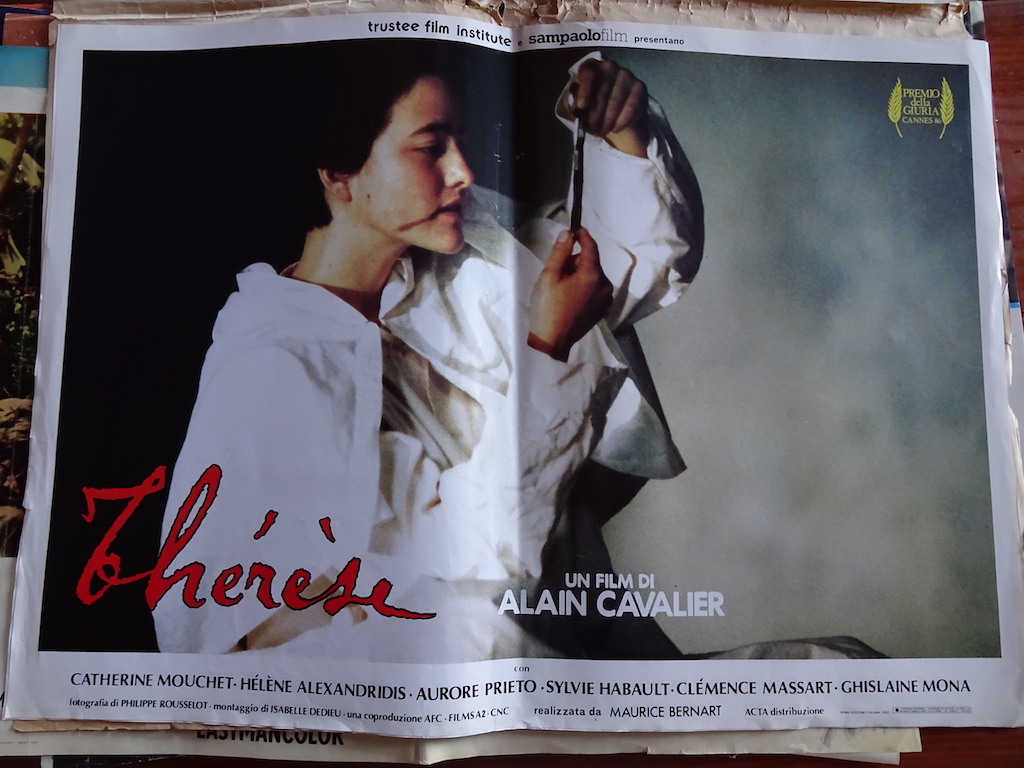 trustee film institute e sampaolofilm presentano
PREMIO
della
GIURIA
CANNES 86
Thérèse
UN FILM DI
ALAIN CAVALIER
con
CATHERINE MOUCHET · HÉLÈNE ALEXANDRIDIS · AURORE PRIETO · SYLVIE HABAULT · CLÉMENCE MASSART · GHISLAINE MONA
fotografia di PHILIPPE ROUSSELOT · montaggio di ISABELLE DEDIEU · una coproduzione AFC · FILMS A2 · CNC realizzata da MAURICE BERNART ACTA distribuzione
EASTMANCOLOR